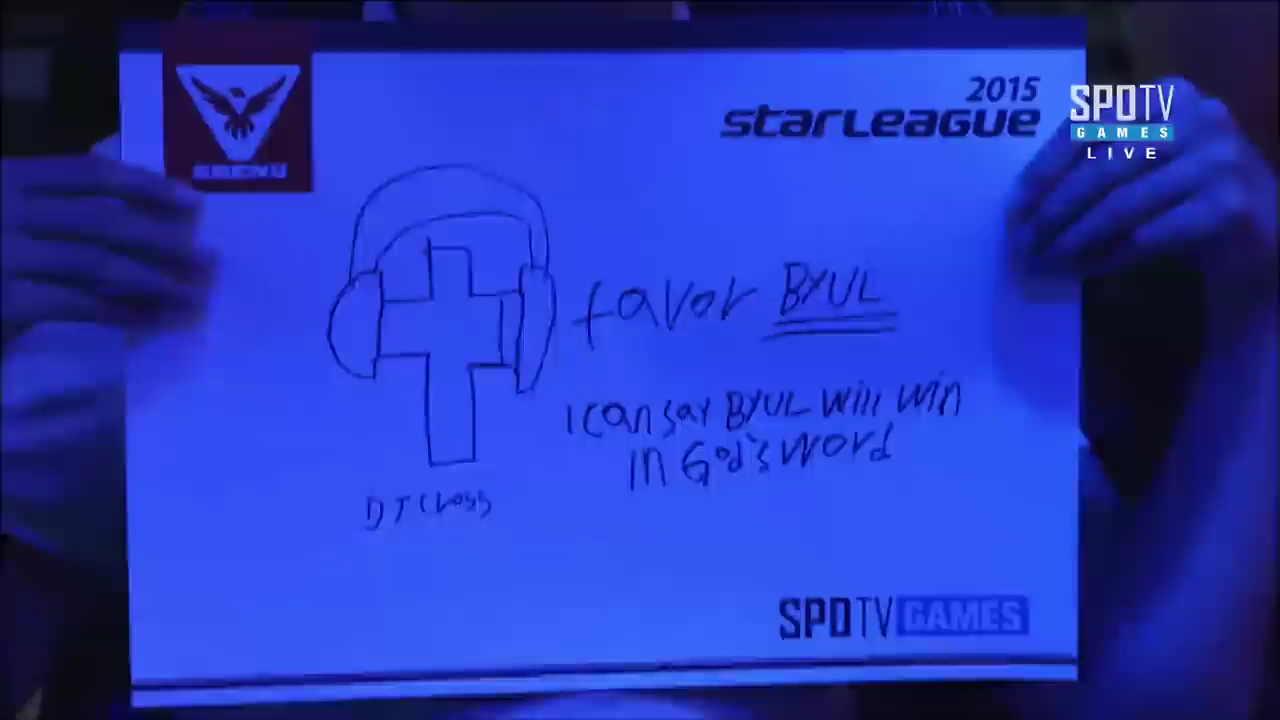 2015
STARLEAGUE
SPOTV
GAMES
LIVE
favor BYUL
I can say BYUL will win
in God's word
DJ Cross
SPOTV GAMES